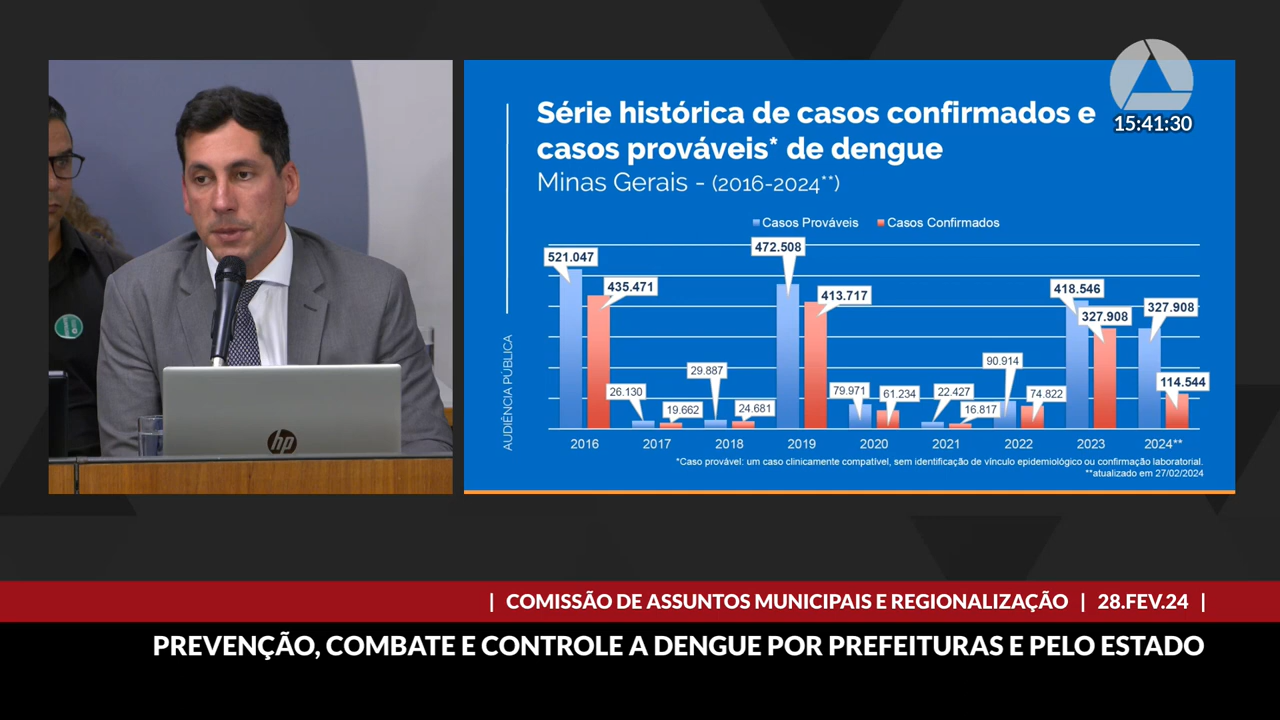 15:41:30
Série histórica de casos confirmados e
casos prováveis* de dengue
Minas Gerais - (2016-2024**)
AUDIÊNCIA PÚBLICA
Casos Prováveis
Casos Confirmados
521.047
435.471
26.130
19.662
29.887
24.681
472.508
413.717
79.971
61.234
22.427
16.817
90.914
74.822
418.546
327.908
327.908
114.544
2016 2017 2018 2019 2020 2021 2022 2023 2024**
*Caso provável: um caso clinicamente compatível, sem identificação de vínculo epidemiológico ou confirmação laboratorial.
**atualizado em 27/02/2024
hp
| COMISSÃO DE ASSUNTOS MUNICIPAIS E REGIONALIZAÇÃO | 28.FEV.24 |
PREVENÇÃO, COMBATE E CONTROLE A DENGUE POR PREFEITURAS E PELO ESTADO